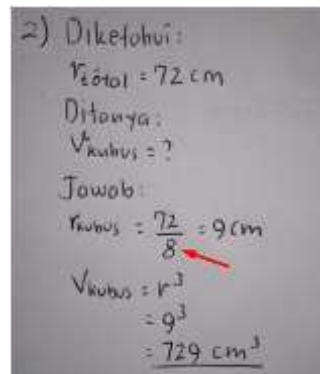 2) Diketahui:
r total = 72 cm
Ditanya:
V kubus = ?
Jawab:
r kubus = 72/8 = 9 cm
V kubus = r³
= 9³
= 729 cm³